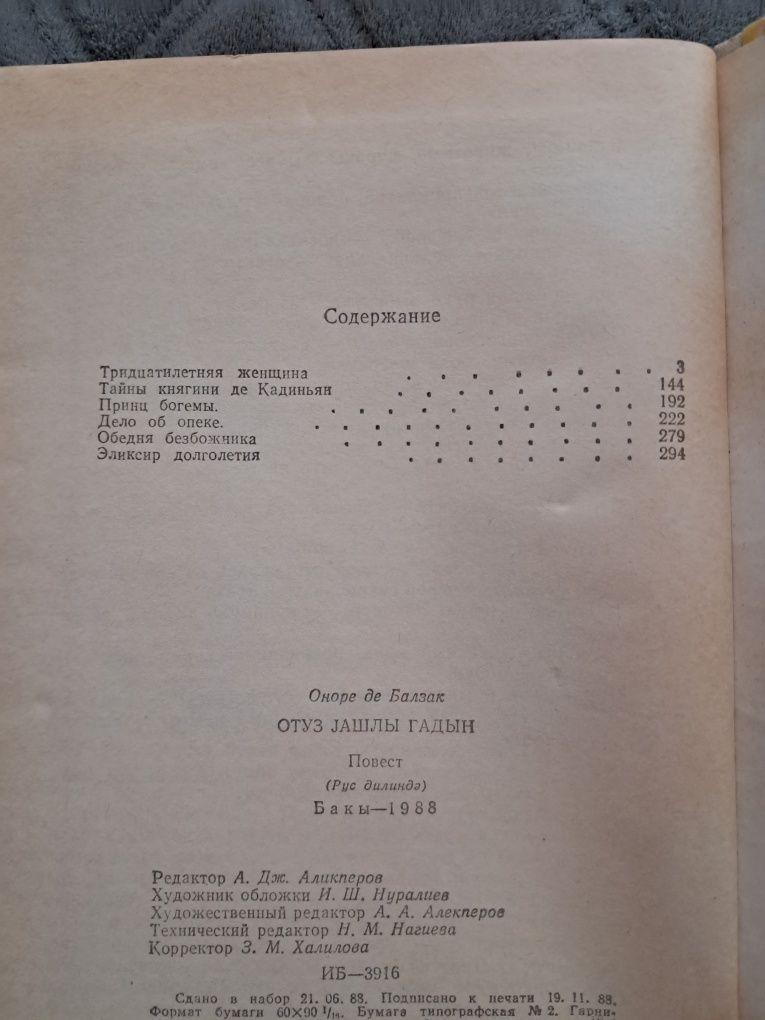 Содержание
Тридцатилетняя женщина . . . . . . . . . 3
Тайны княгини де Кадиньян . . . . . . . . 144
Принц богемы. . . . . . . . . . . . 192
Дело об опеке. . . . . . . . . . . . 222
Обедня безбожника . . . . . . . . . . 279
Эликсир долголетия . . . . . . . . 294
Оноре де Балзак
ОТУЗ ЈАШЛЫ ГАДЫН
Повест
(Рус дилиндә)
Бакы—1988
Редактор А. Дж. Аликперов
Художник обложки И. Ш. Нуралиев
Художественный редактор А. А. Алекперов
Технический редактор Н. М. Нагиева
Корректор З. М. Халилова
ИБ—3916
Сдано в набор 21. 06. 88. Подписано к печати 19. 11. 88.
Формат бумаги 60×90 1/16. Бумага типографская № 2. Гарни-